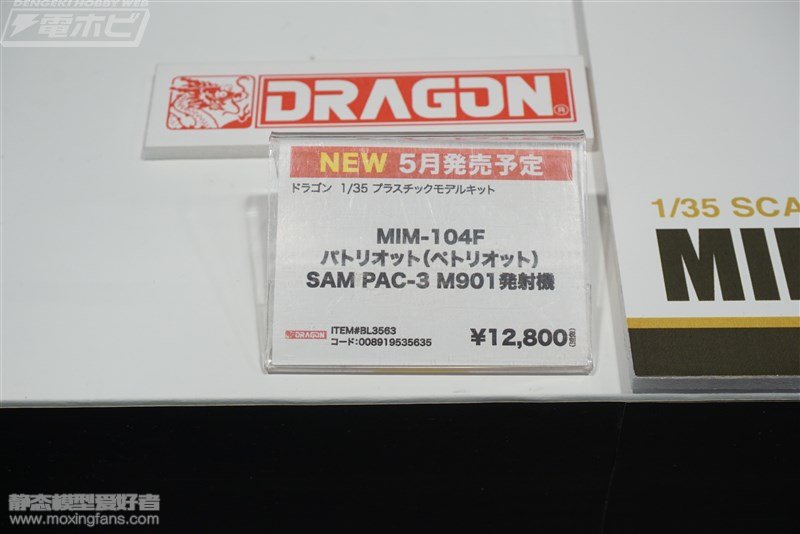 DENGEKI HOBBY WEB
電ホビ
DRAGON®
NEW 5月発売予定
ドラゴン 1/35 プラスチックモデルキット
MIM-104F
パトリオット(ペトリオット)
SAM PAC-3 M901発射機
DRAGON
ITEM#BL3563
コード:008919535635
¥12,800(税抜)
1/35 SCA
MI
静态模型爱好者
www.moxingfans.com